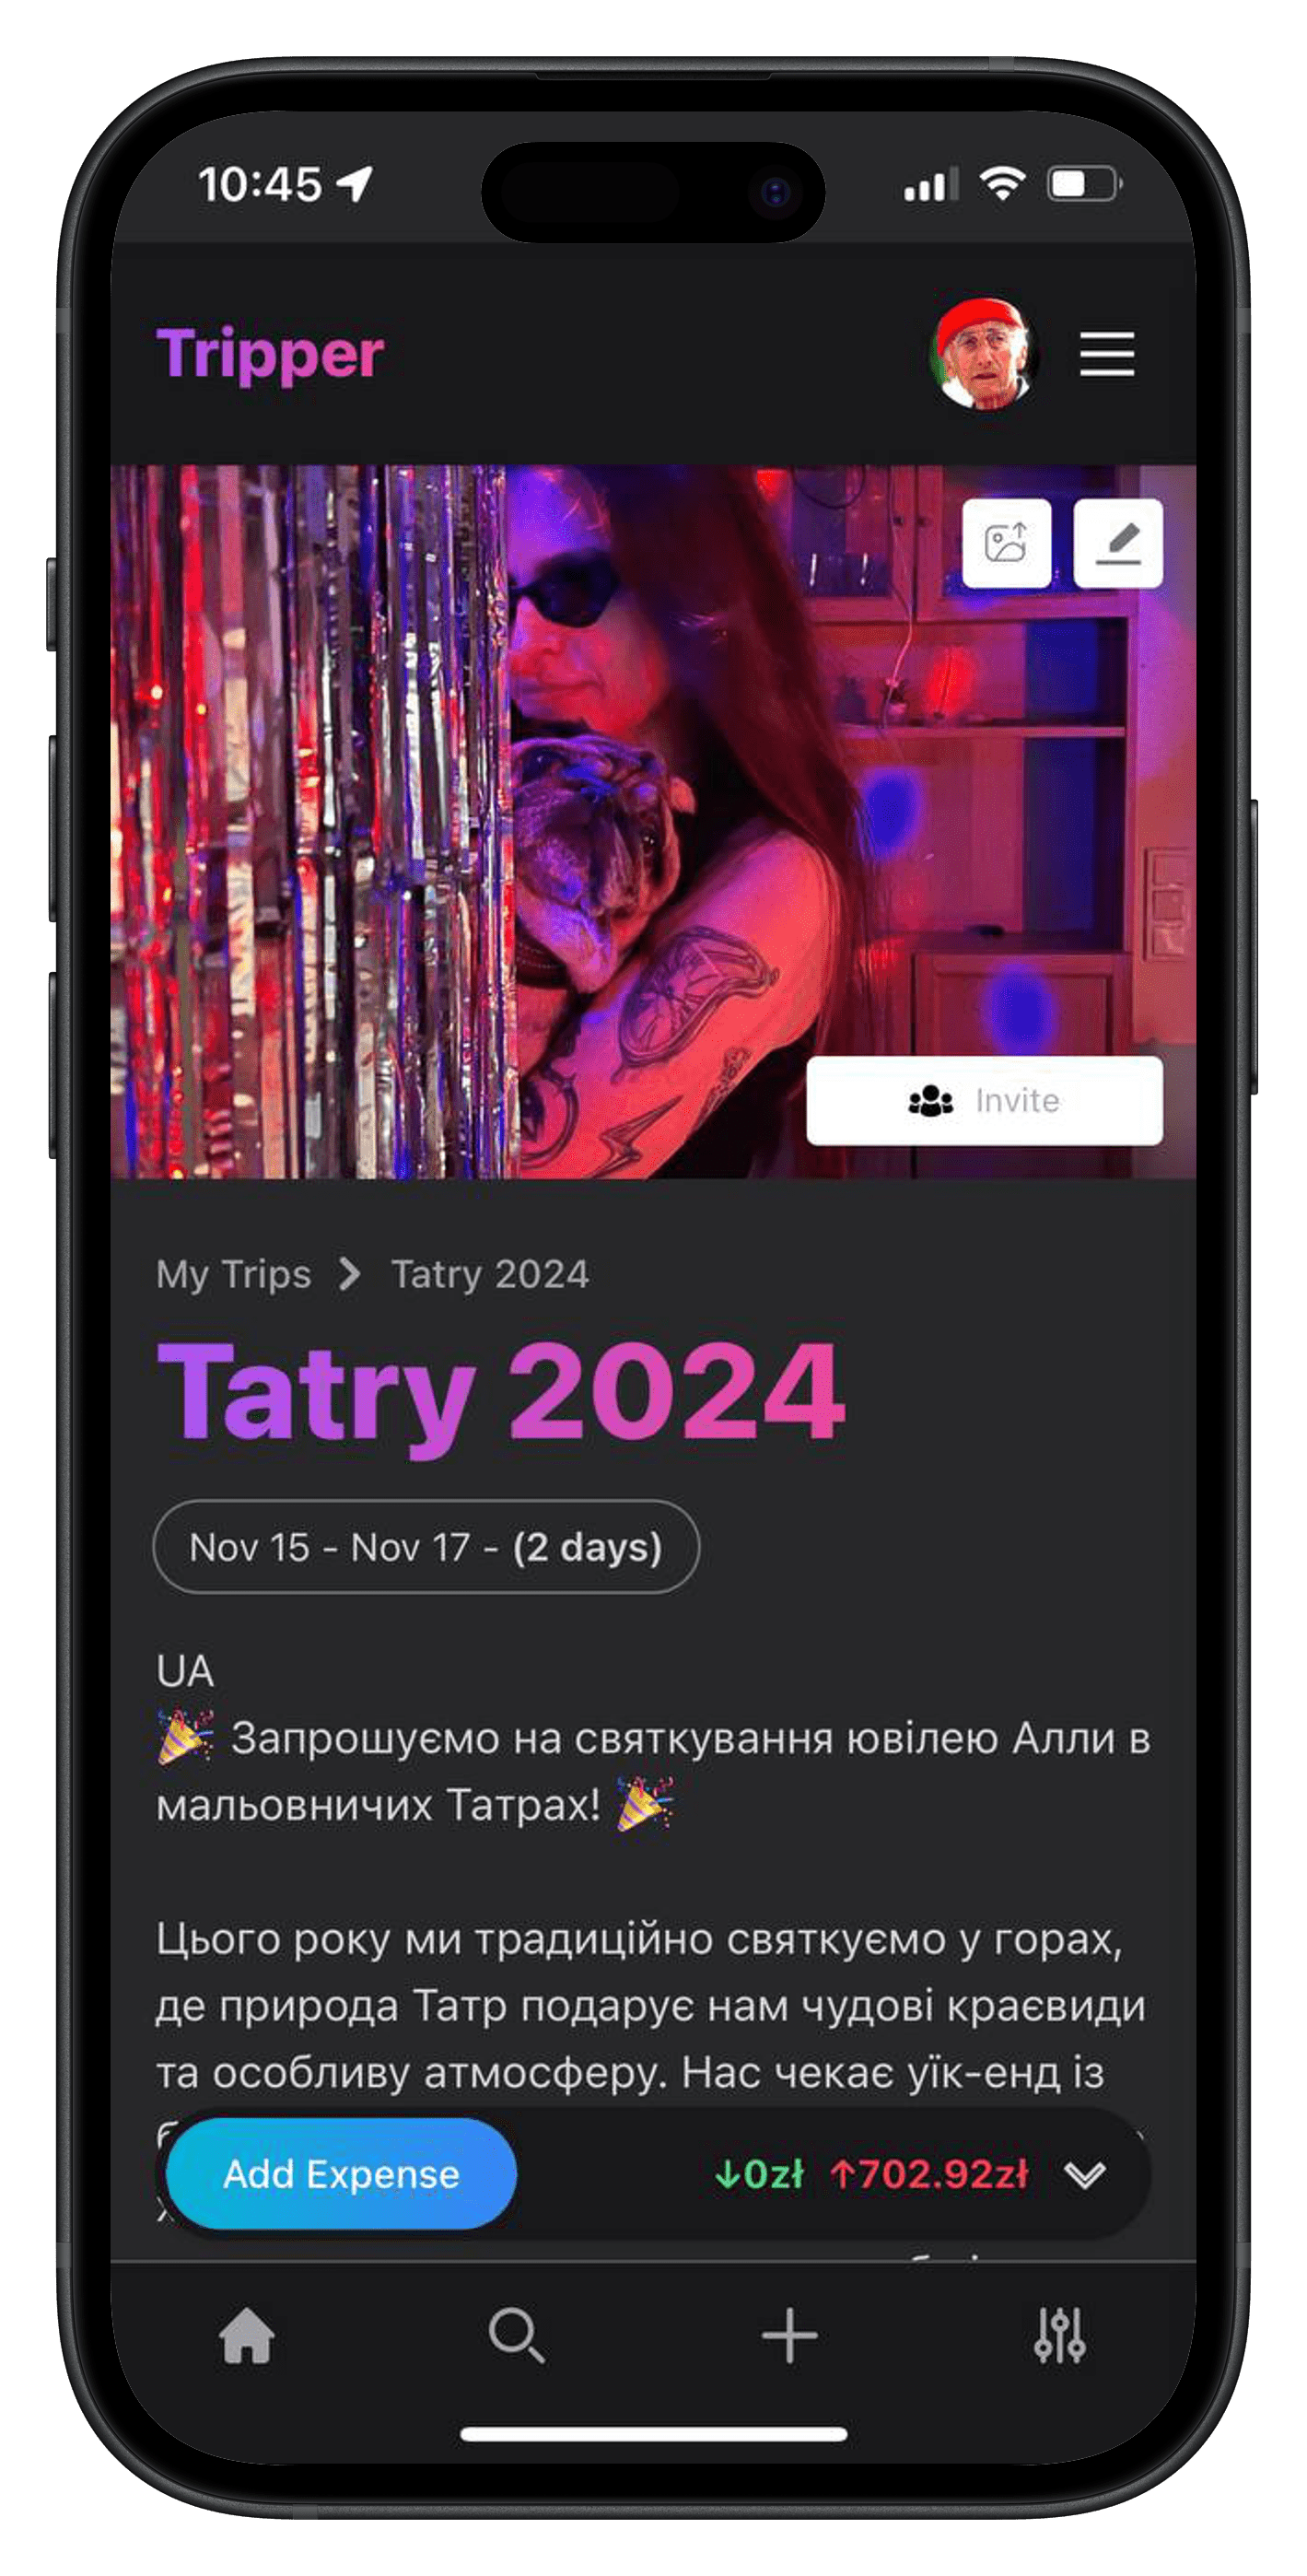 10:45
Tripper
Invite
My Trips > Tatry 2024
Tatry 2024
Nov 15 - Nov 17 - (2 days)
UA
🎉 Запрошуємо на святкування ювілею Алли в
мальовничих Татрах! 🎉
Цього року ми традиційно святкуємо у горах,
де природа Татр подарує нам чудові краєвиди
та особливу атмосферу. Нас чекає уїк-енд із
Add Expense ↓0zł ↑702.92zł